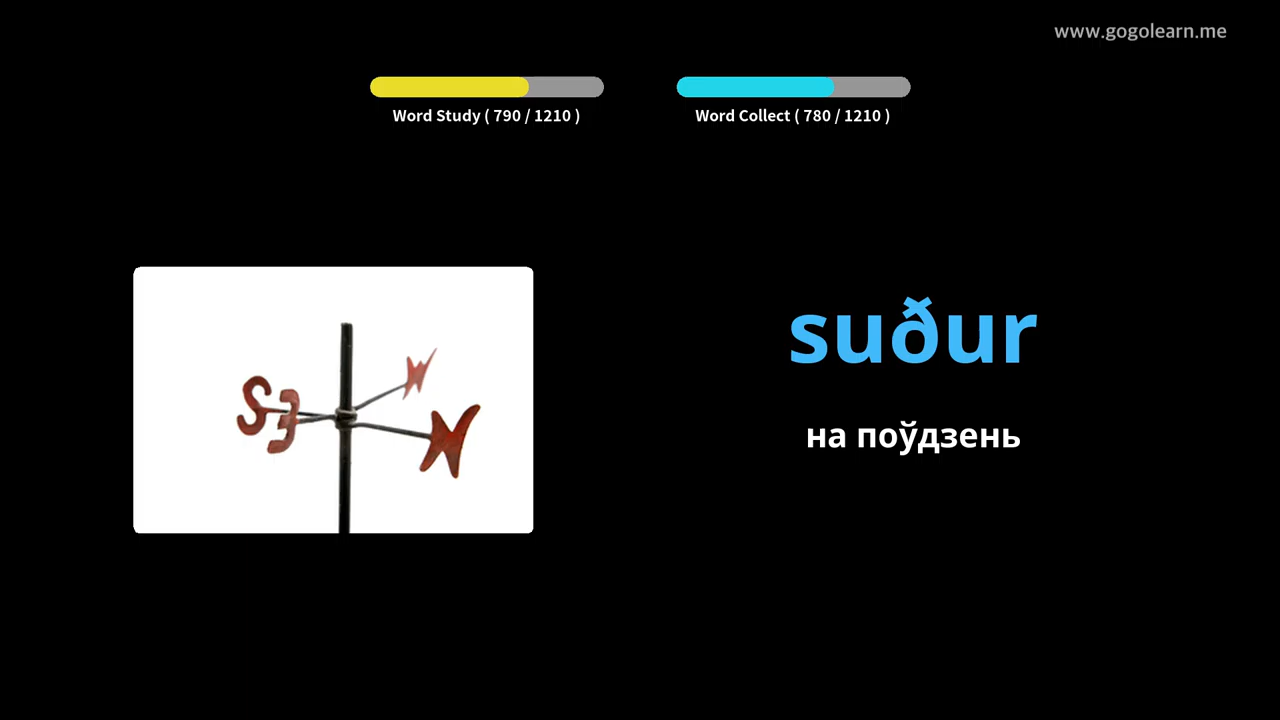 www.gogolearn.me
Word Study ( 790 / 1210 )
Word Collect ( 780 / 1210 )
S E N
suður
на поўдзень